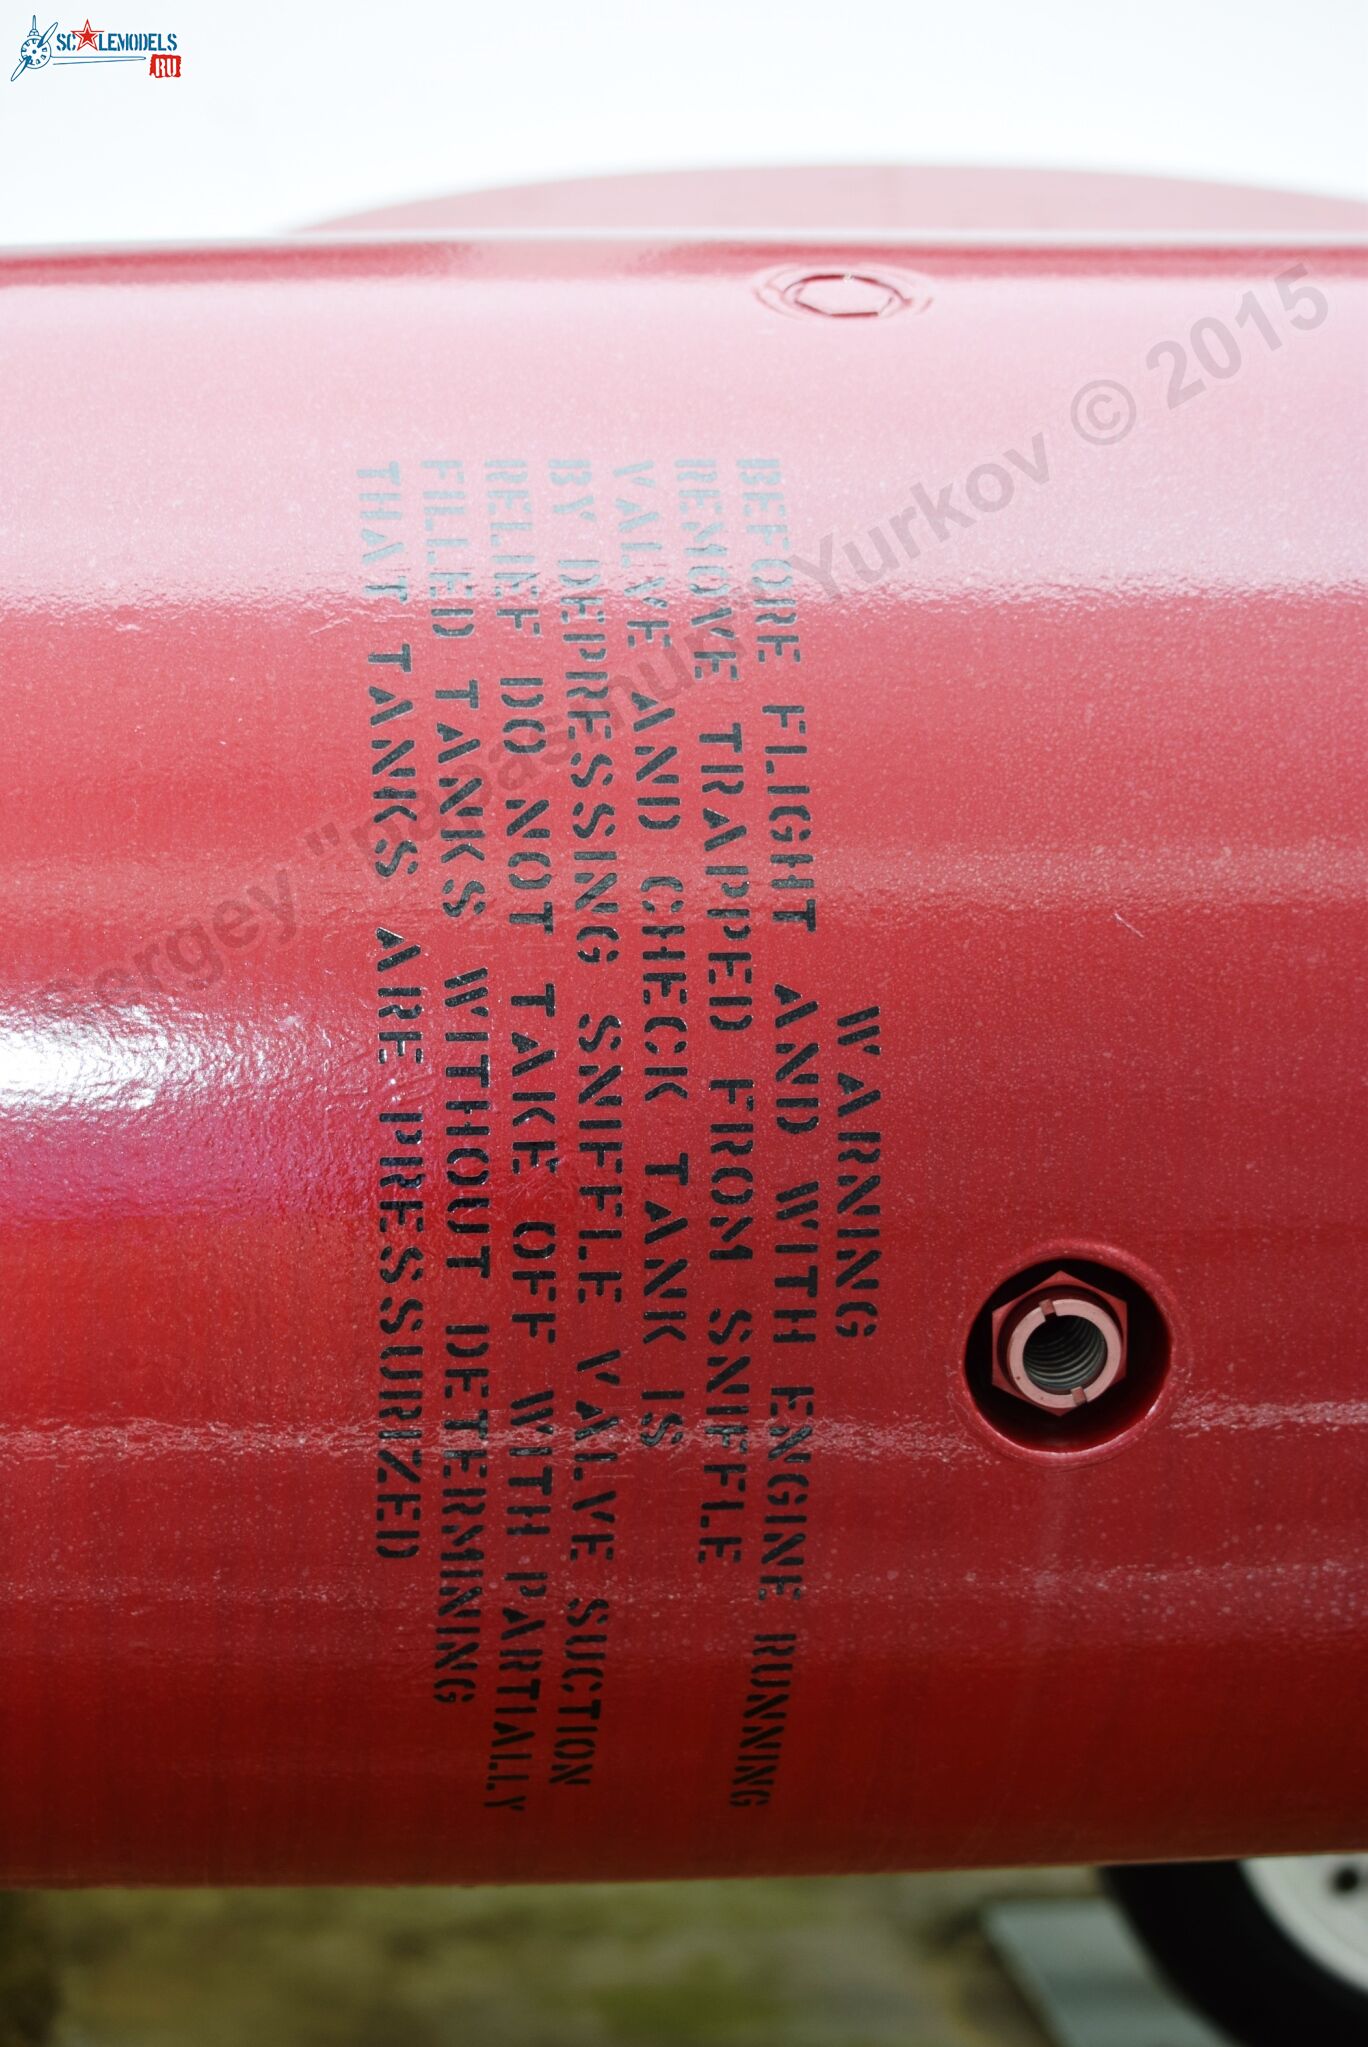 SCALEMODELS
RU
WARNING
BEFORE FLIGHT AND WITH ENGINE RUNNING
REMOVE TRAPPED FROM SNIFFLE
VALVE AND CHECK TANK IS
BY DEPRESSING SNIFFLE VALVE SUCTION
RELIEF DO NOT TAKE OFF WITH PARTIALLY
FILLED TANKS WITHOUT DETERMINING
THAT TANKS ARE PRESSURIZED
Sergey Yurkov © 2015